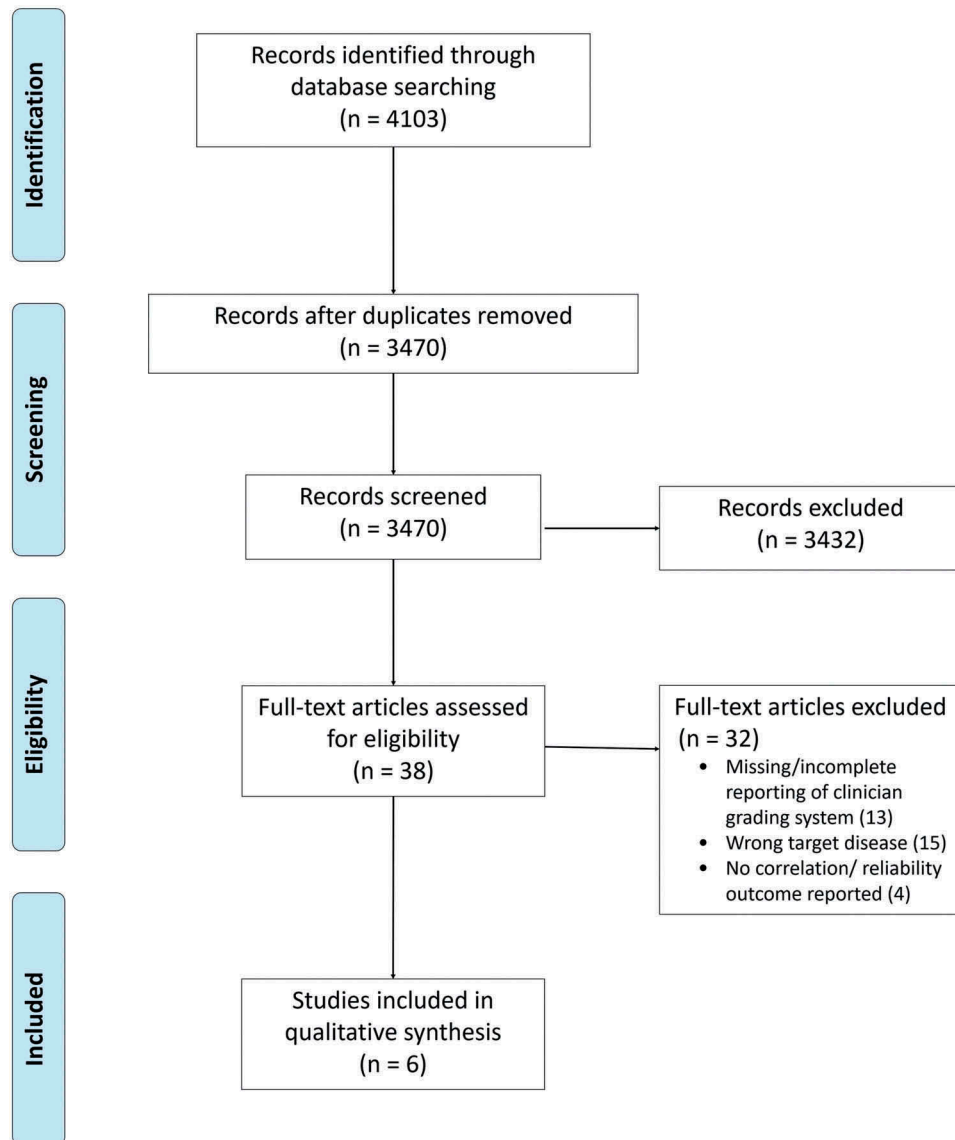 Identification
Records identified through
database searching
(n = 4103)
Screening
Records after duplicates removed
(n = 3470)
Records screened
(n = 3470)
Records excluded
(n = 3432)
Eligibility
Full-text articles assessed
for eligibility
(n = 38)
Full-text articles excluded
(n = 32)
• Missing/incomplete
reporting of clinician
grading system (13)
• Wrong target disease (15)
• No correlation/ reliability
outcome reported (4)
Included
Studies included in
qualitative synthesis
(n = 6)